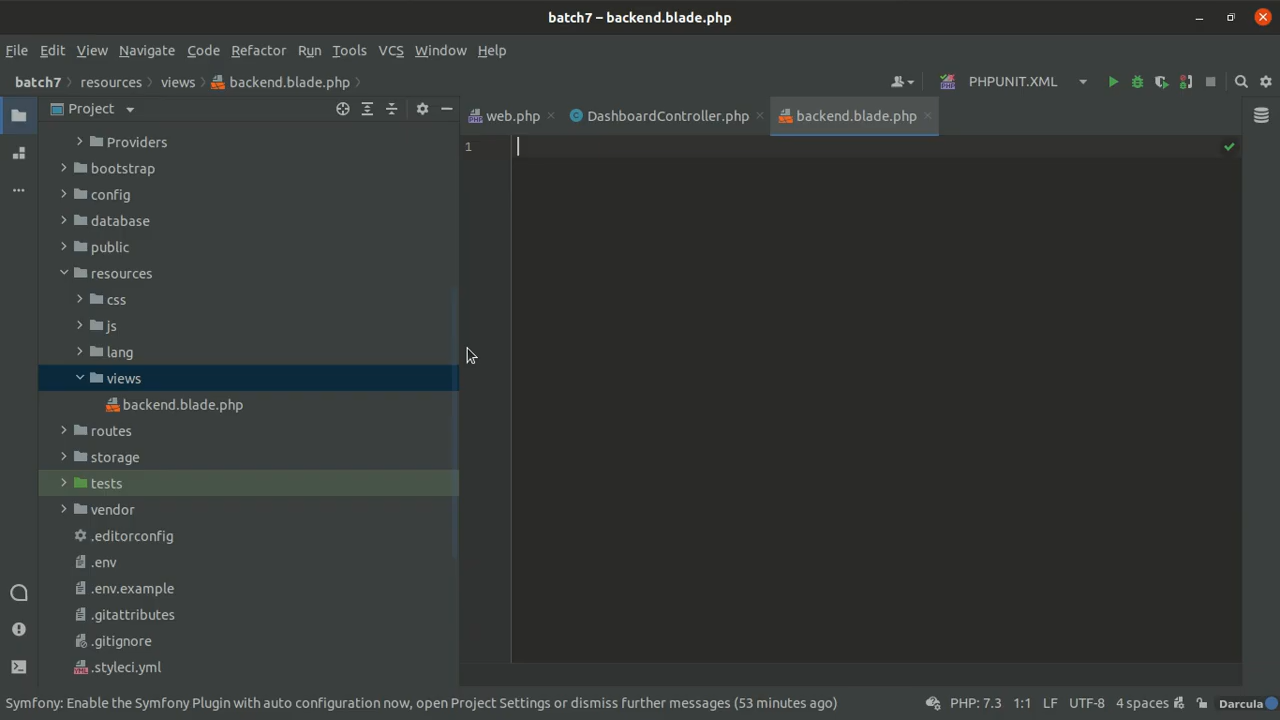 batch7 – backend.blade.php
File Edit View Navigate Code Refactor Run Tools VCS Window Help
batch7 resources views backend.blade.php PHPUNIT.XML
Project web.php DashboardController.php backend.blade.php
1
Providers
bootstrap
config
database
public
resources
css
js
lang
views
backend.blade.php
routes
storage
tests
vendor
.editorconfig
.env
.env.example
.gitattributes
.gitignore
.styleci.yml
Symfony: Enable the Symfony Plugin with auto configuration now, open Project Settings or dismiss further messages (53 minutes ago) PHP: 7.3 1:1 LF UTF-8 4 spaces Darcula